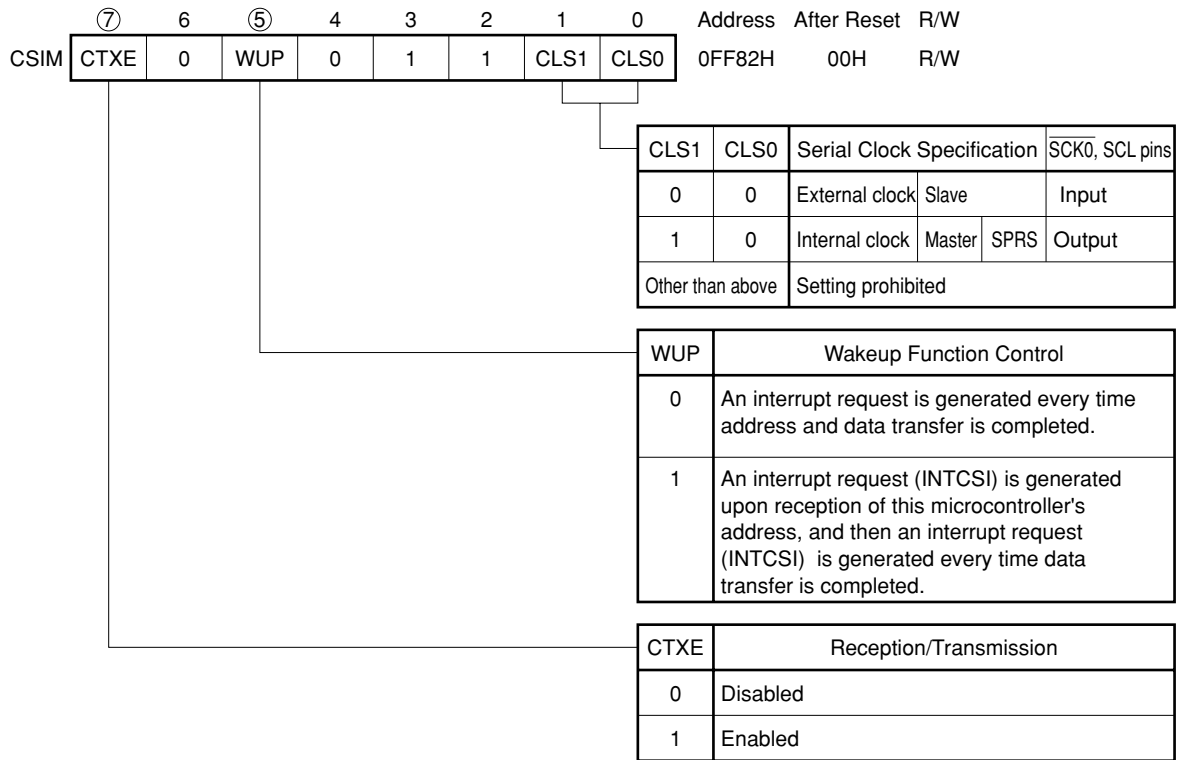 ⑦ 6 ⑤ 4 3 2 1 0 Address After Reset R/W
CSIM CTXE 0 WUP 0 1 1 CLS1 CLS0 0FF82H 00H R/W
CLS1 CLS0 Serial Clock Specification SCK0, SCL pins
0 0 External clock Slave Input
1 0 Internal clock Master SPRS Output
Other than above Setting prohibited
WUP Wakeup Function Control
0 An interrupt request is generated every time
address and data transfer is completed.
1 An interrupt request (INTCSI) is generated
upon reception of this microcontroller's
address, and then an interrupt request
(INTCSI) is generated every time data
transfer is completed.
CTXE Reception/Transmission
0 Disabled
1 Enabled